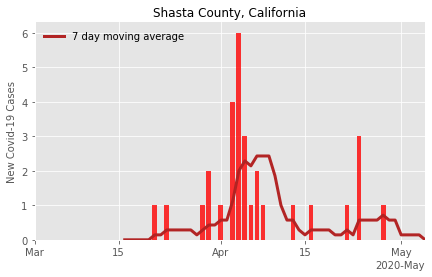 Shasta County, California
7 day moving average
New Covid-19 Cases
6
5
4
3
2
1
0
Mar
15
Apr
15
May
2020-May